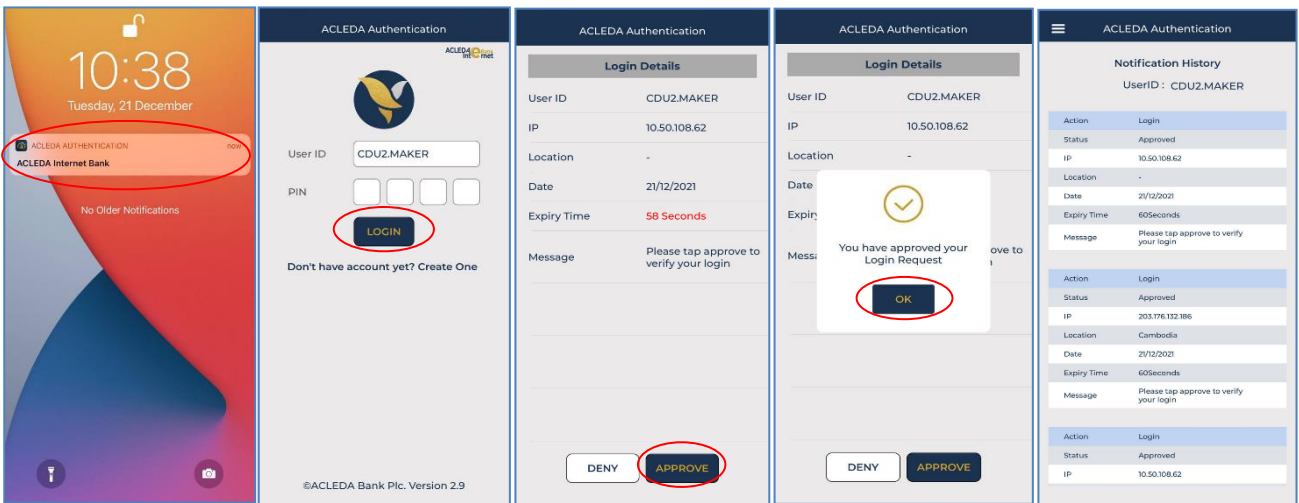 10:38
Tuesday, 21 December
ACLEDA AUTHENTICATION now
ACLEDA Internet Bank
No Older Notifications
ACLEDA Authentication
ACLEDA
User ID CDU2.MAKER
PIN
LOGIN
Don't have account yet? Create One
©ACLEDA Bank Plc. Version 2.9
ACLEDA Authentication
Login Details
User ID CDU2.MAKER
IP 10.50.108.62
Location -
Date 21/12/2021
Expiry Time 58 Seconds
Message Please tap approve to
verify your login
DENY APPROVE
ACLEDA Authentication
Login Details
User ID CDU2.MAKER
IP 10.50.108.62
Location -
Date
Expiry
You have approved your
Login Request
Messa ove to
OK
DENY APPROVE
ACLEDA Authentication
Notification History
UserID : CDU2.MAKER
Action Login
Status Approved
IP 10.50.108.62
Location -
Date 21/12/2021
Expiry Time 60Seconds
Message Please tap approve to verify
your login
Action Login
Status Approved
IP 203.176.132.186
Location Cambodia
Date 21/12/2021
Expiry Time 60Seconds
Message Please tap approve to verify
your login
Action Login
Status Approved
IP 10.50.108.62